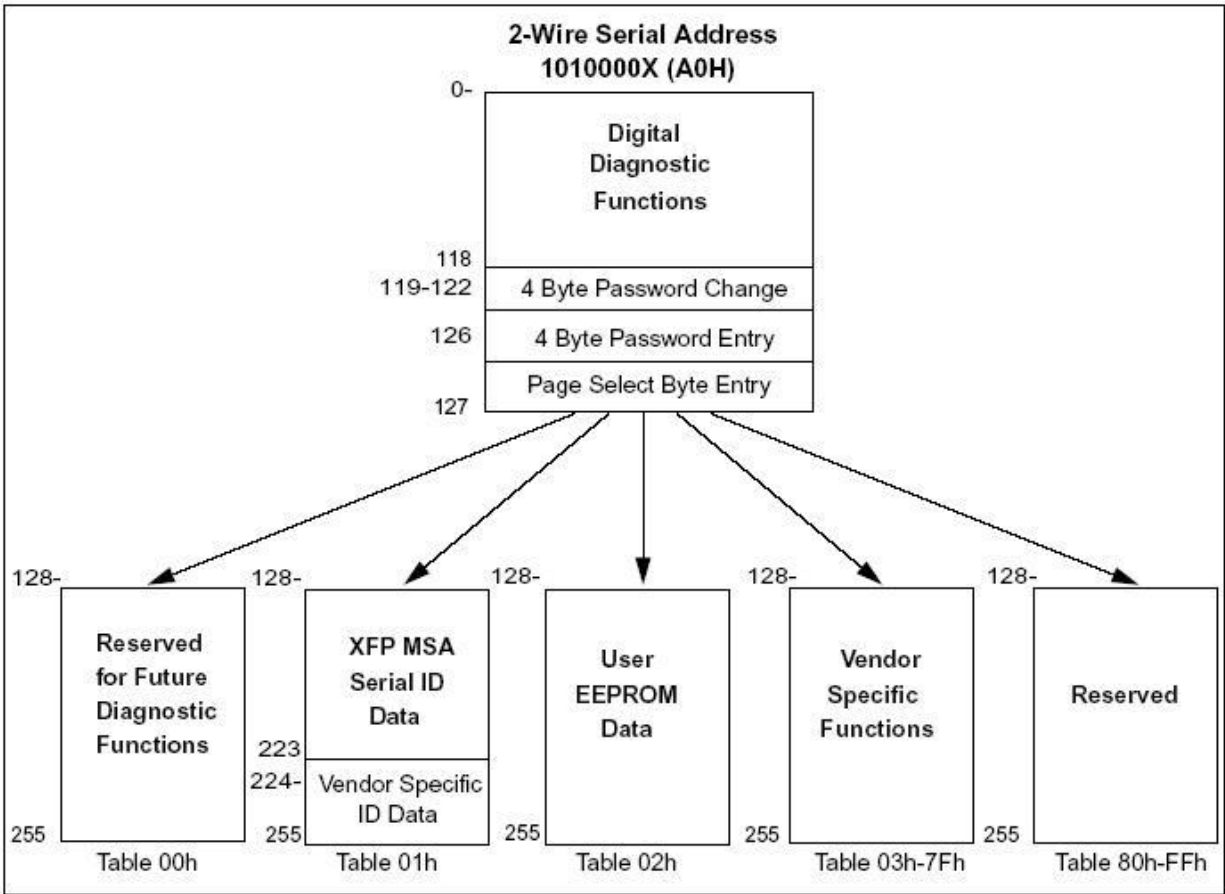 2-Wire Serial Address
1010000X (A0H)
0-
Digital
Diagnostic
Functions
118
119-122
4 Byte Password Change
126
4 Byte Password Entry
Page Select Byte Entry
127
128-
128-
128-
128-
128-
Reserved
for Future
Diagnostic
Functions
XFP MSA
Serial ID
Data
User
EEPROM
Data
Vendor
Specific
Functions
Reserved
223
224-
Vendor Specific
ID Data
255
255
255
255
255
Table 00h
Table 01h
Table 02h
Table 03h-7Fh
Table 80h-FFh